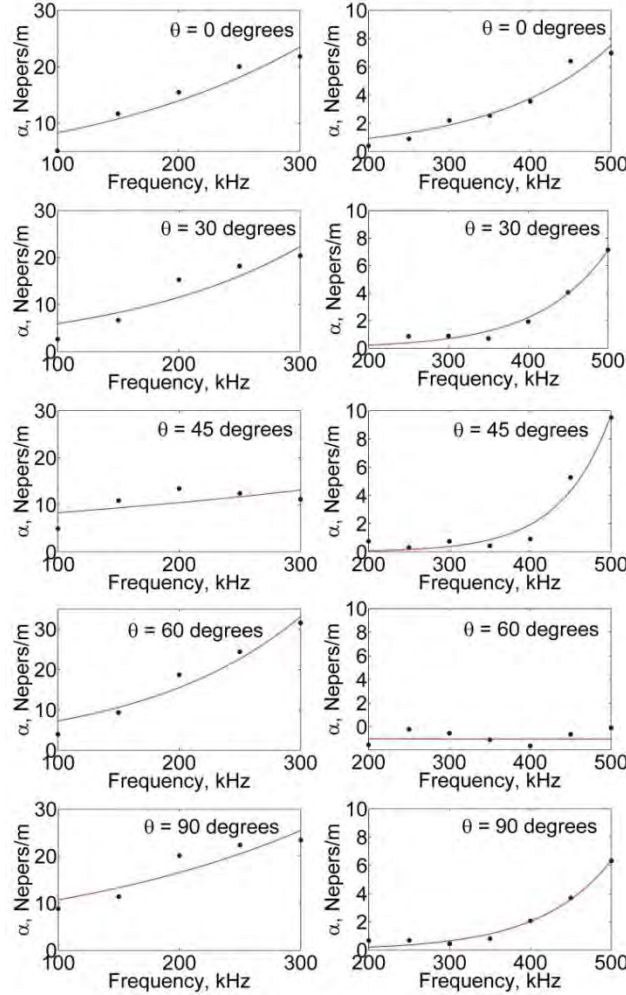 30
20
10
α, Nepers/m
θ = 0 degrees
100 200 300
Frequency, kHz
10
8
6
4
2
0
α, Nepers/m
θ = 0 degrees
200 300 400 500
Frequency, kHz
30
20
10
α, Nepers/m
θ = 30 degrees
100 200 300
Frequency, kHz
10
8
6
4
2
0
α, Nepers/m
θ = 30 degrees
200 300 400 500
Frequency, kHz
30
20
10
0
α, Nepers/m
θ = 45 degrees
100 200 300
Frequency, kHz
10
8
6
4
2
0
α, Nepers/m
θ = 45 degrees
200 300 400 500
Frequency, kHz
30
20
10
0
α, Nepers/m
θ = 60 degrees
100 200 300
Frequency, kHz
10
8
6
4
2
0
α, Nepers/m
θ = 60 degrees
200 300 400 500
Frequency, kHz
30
20
10
0
α, Nepers/m
θ = 90 degrees
100 200 300
Frequency, kHz
10
8
6
4
2
0
α, Nepers/m
θ = 90 degrees
200 300 400 500
Frequency, kHz